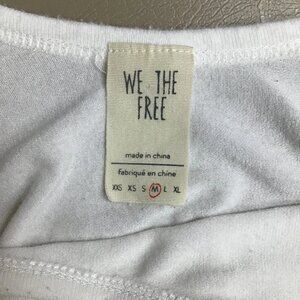 WE THE
FREE
made in china
fabriqué en chine
XXS XS S M L XL